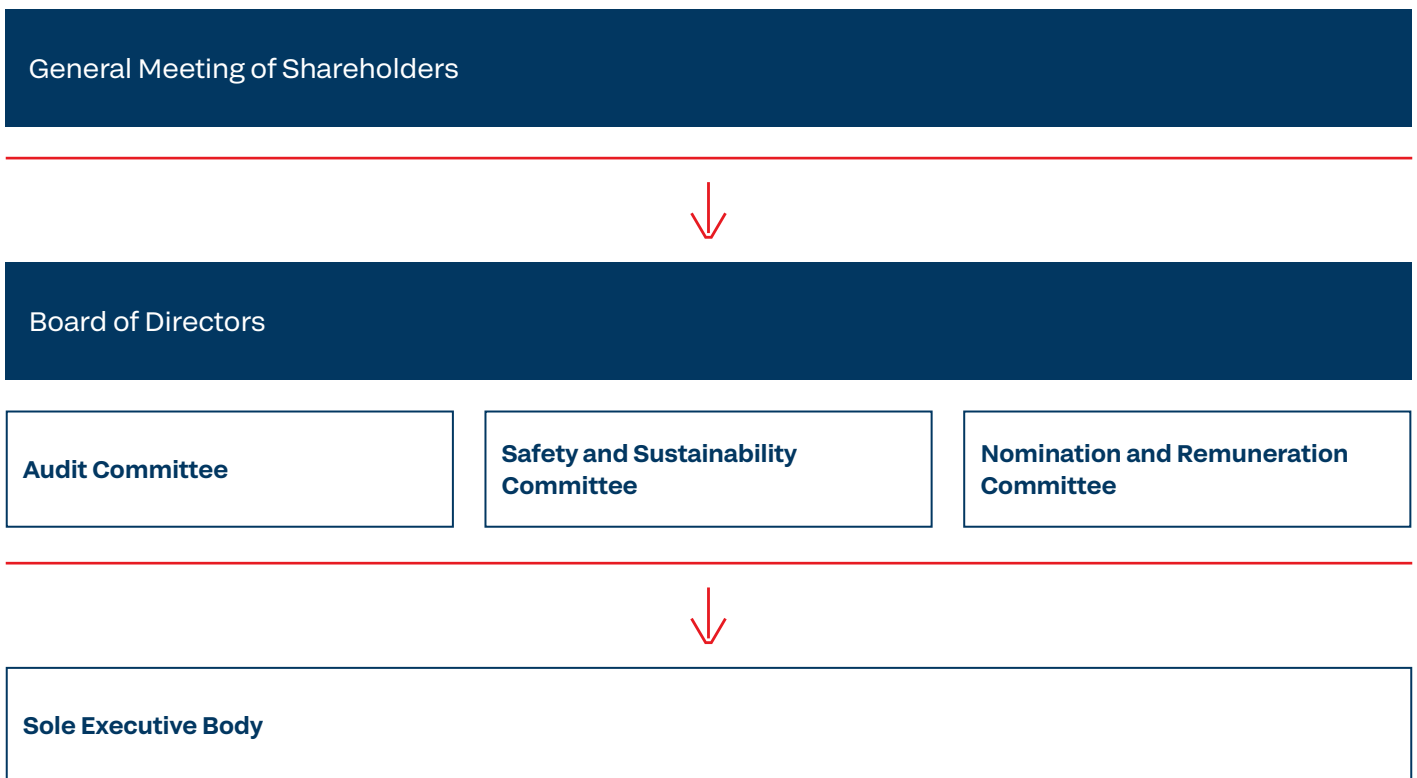 General Meeting of Shareholders
Board of Directors
Audit Committee
Safety and Sustainability
Committee
Nomination and Remuneration
Committee
Sole Executive Body